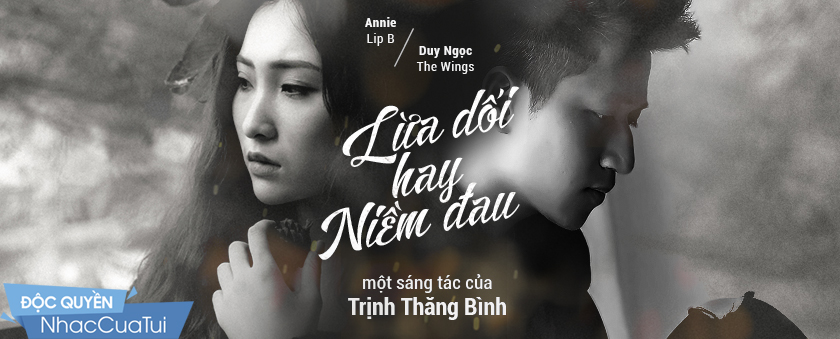 Annie
Lip B
Duy Ngọc
The Wings
Lừa dối
hay
Niềm đau
một sáng tác của
Trịnh Thăng Bình
ĐỘC QUYỀN
NhacCuaTui